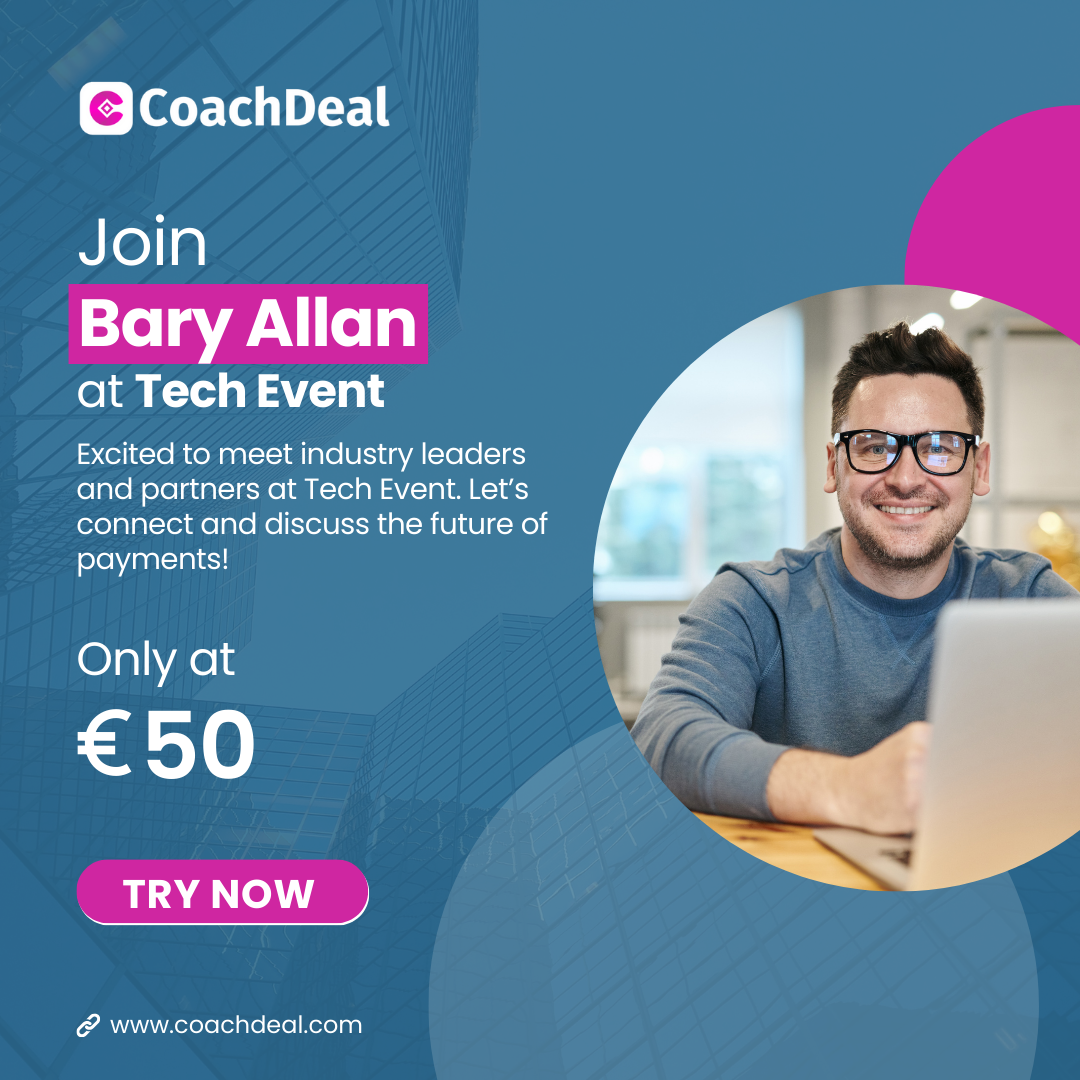 CoachDeal
Join
Bary Allan
at Tech Event
Excited to meet industry leaders
and partners at Tech Event. Let’s
connect and discuss the future of
payments!
Only at
€50
TRY NOW
www.coachdeal.com